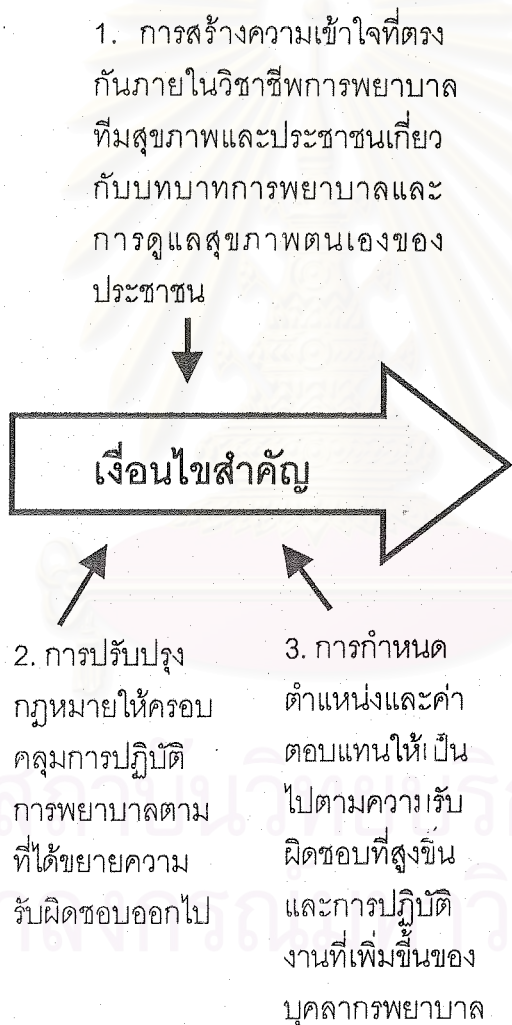 1. การสร้างความเข้าใจที่ตรง
กันภายในวิชาชีพการพยาบาล
ทีมสุขภาพและประชาชนเกี่ยว
กับบทบาทการพยาบาลและ
การดูแลสุขภาพตนเองของ
ประชาชน
เงื่อนไขสำคัญ
2. การปรับปรุง
กฎหมายให้ครอบ
คลุมการปฏิบัติ
การพยาบาลตาม
ที่ได้ขยายความ
รับผิดชอบออกไป
3. การกำหนด
ตำแหน่งและค่า
ตอบแทนให้เป็น
ไปตามความรับ
ผิดชอบที่สูงขึ้น
และการปฏิบัติ
งานที่เพิ่มขึ้นของ
บุคลากรพยาบาล